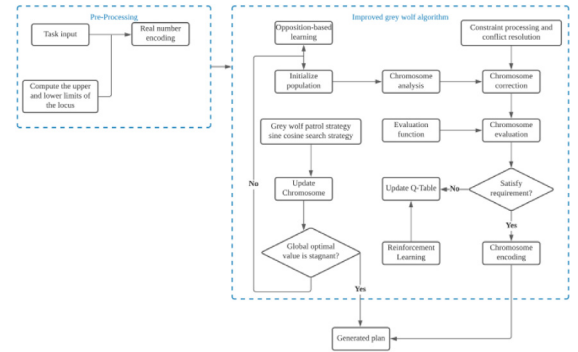 Pre-Processing
Task input
Real number
encoding
Compute the upper
and lower limits of
the locus
Improved grey wolf algorithm
Opposition-based
learning
Constraint processing and
conflict resolution
Initialize
population
Chromosome
analysis
Chromosome
correction
Grey wolf patrol strategy
sine cosine search strategy
Evaluation
function
Chromosome
evaluation
No
Update
Chromosome
Update Q-Table
No
Satisfy
requirement?
Yes
Global optimal
value is stagnant?
Reinforcement
Learning
Chromosome
encoding
Yes
Generated plan